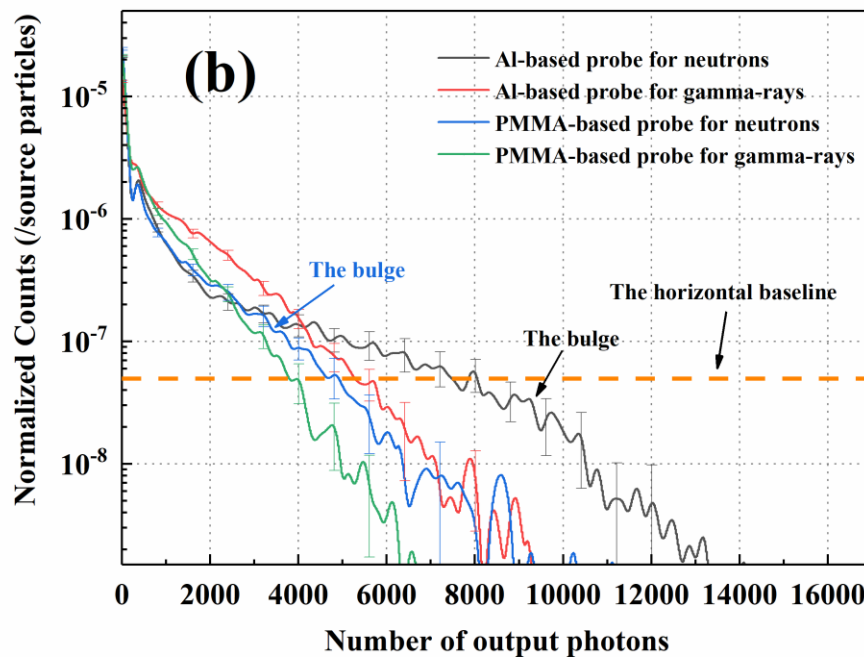 (b)
Al-based probe for neutrons
Al-based probe for gamma-rays
PMMA-based probe for neutrons
PMMA-based probe for gamma-rays
The bulge
The horizontal baseline
The bulge
Normalized Counts (/source particles)
10⁻⁵
10⁻⁶
10⁻⁷
10⁻⁸
0 2000 4000 6000 8000 10000 12000 14000 16000
Number of output photons